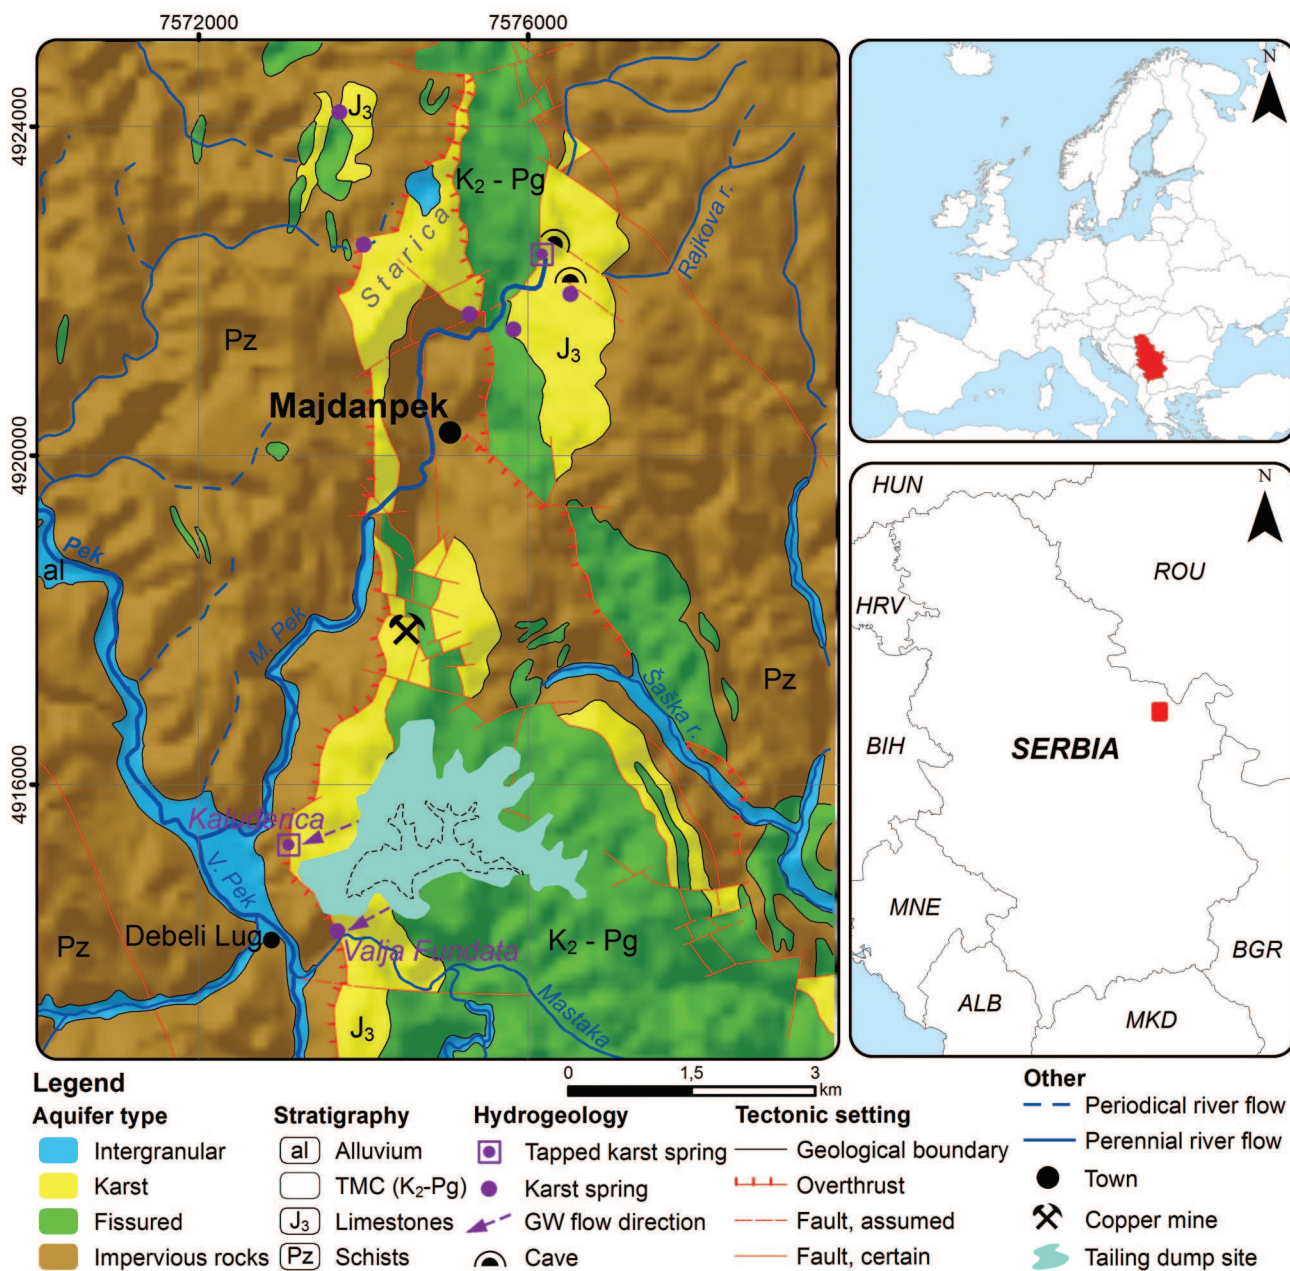 7572000
7576000
4924000
4920000
4916000
J3
K2 - Pg
Starica
Rajkova r.
Pz
J3
Majdanpek
Pek
al
M. Pek
Šaška r.
Pz
Kaluđerica
V. Pek
Debeli Lug
Pz
Valja Fundata
K2 - Pg
Mastaka
J3
N
N
HUN
ROU
HRV
BIH
SERBIA
MNE
BGR
ALB
MKD
0
1,5
3
km
Legend
Aquifer type
Intergranular
Karst
Fissured
Impervious rocks
Stratigraphy
al Alluvium
TMC (K2-Pg)
J3 Limestones
Pz Schists
Hydrogeology
Tapped karst spring
Karst spring
GW flow direction
Cave
Tectonic setting
Geological boundary
Overthrust
Fault, assumed
Fault, certain
Other
Periodical river flow
Perennial river flow
Town
Copper mine
Tailing dump site